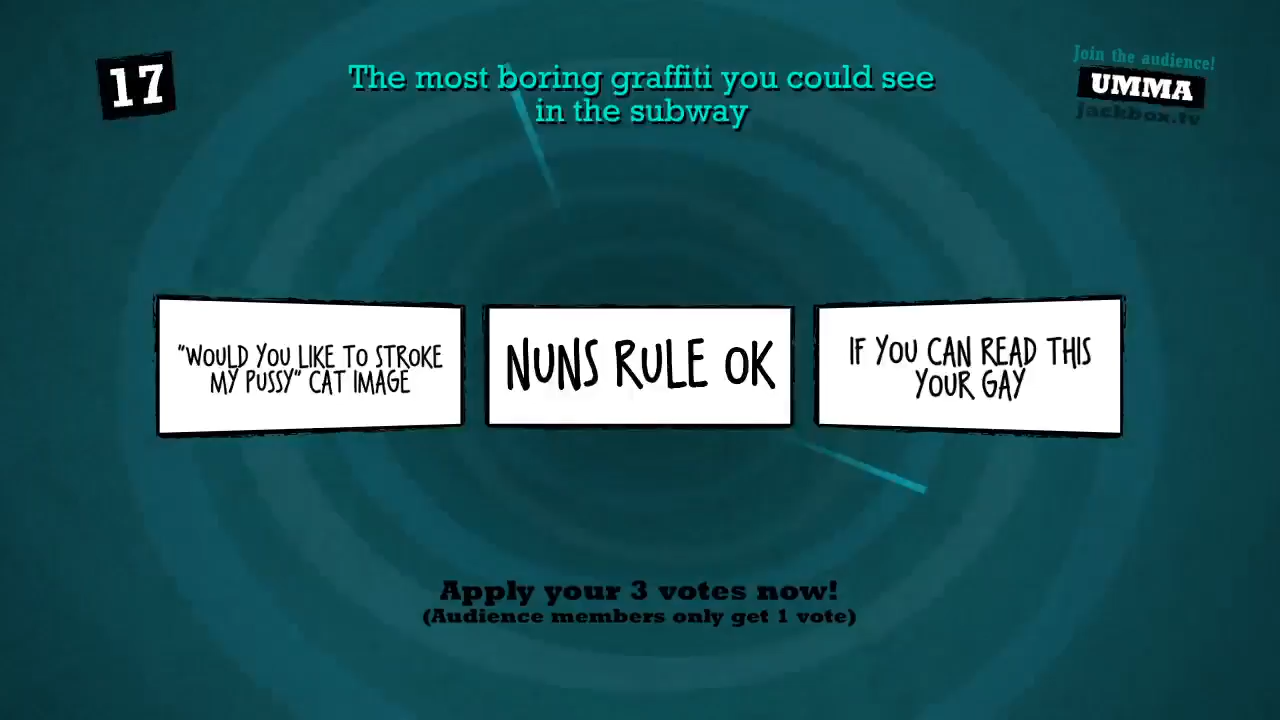 17
The most boring graffiti you could see
in the subway
Join the audience!
UMMA
jackbox.tv
"WOULD YOU LIKE TO STROKE
MY PUSSY" CAT IMAGE
NUNS RULE OK
IF YOU CAN READ THIS
YOUR GAY
Apply your 3 votes now!
(Audience members only get 1 vote)